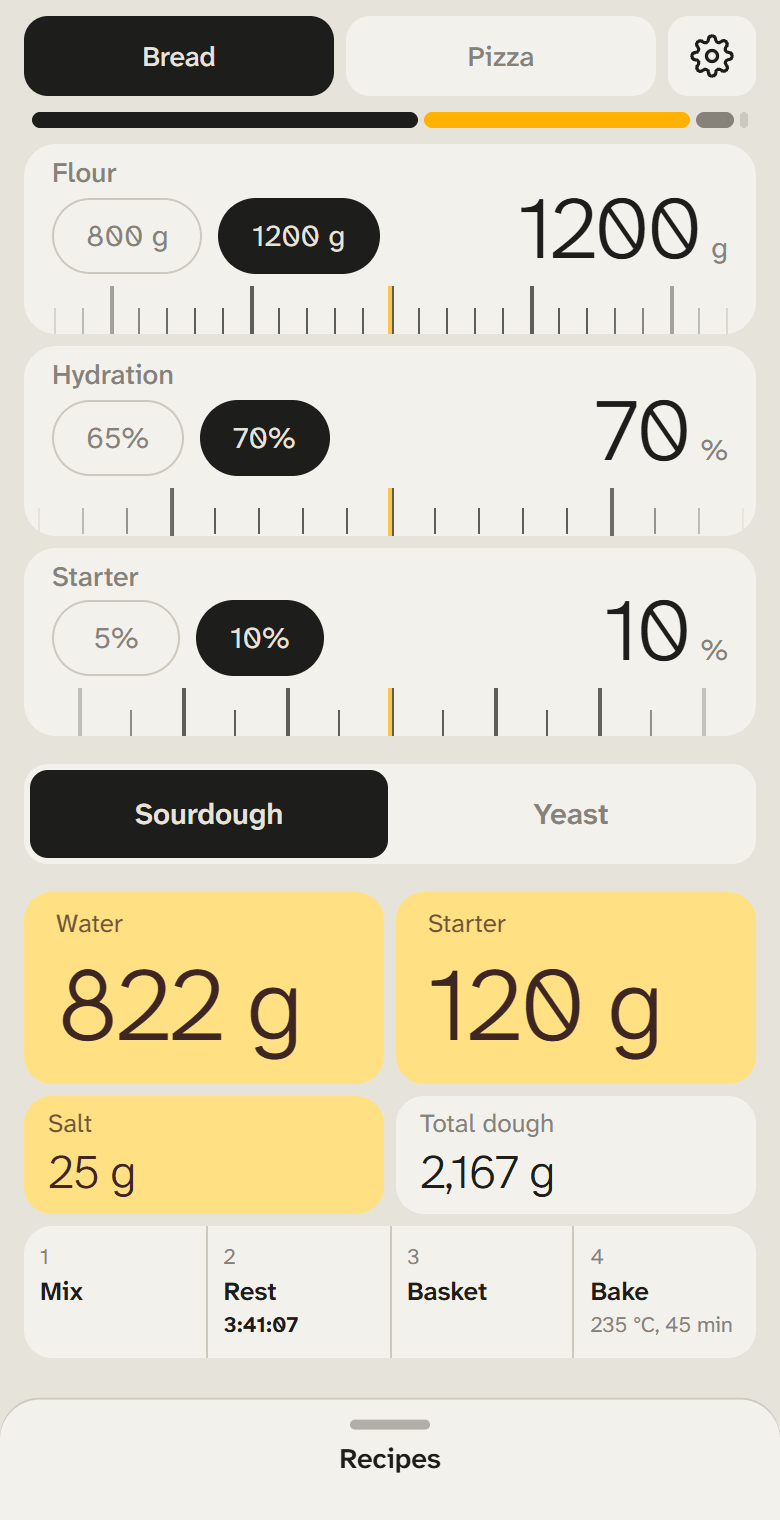 Bread
Pizza
Flour
800 g
1200 g
1200 g
Hydration
65%
70%
70 %
Starter
5%
10%
10 %
Sourdough
Yeast
Water
822 g
Starter
120 g
Salt
25 g
Total dough
2,167 g
1
Mix
2
Rest
3:41:07
3
Basket
4
Bake
235 °C, 45 min
Recipes